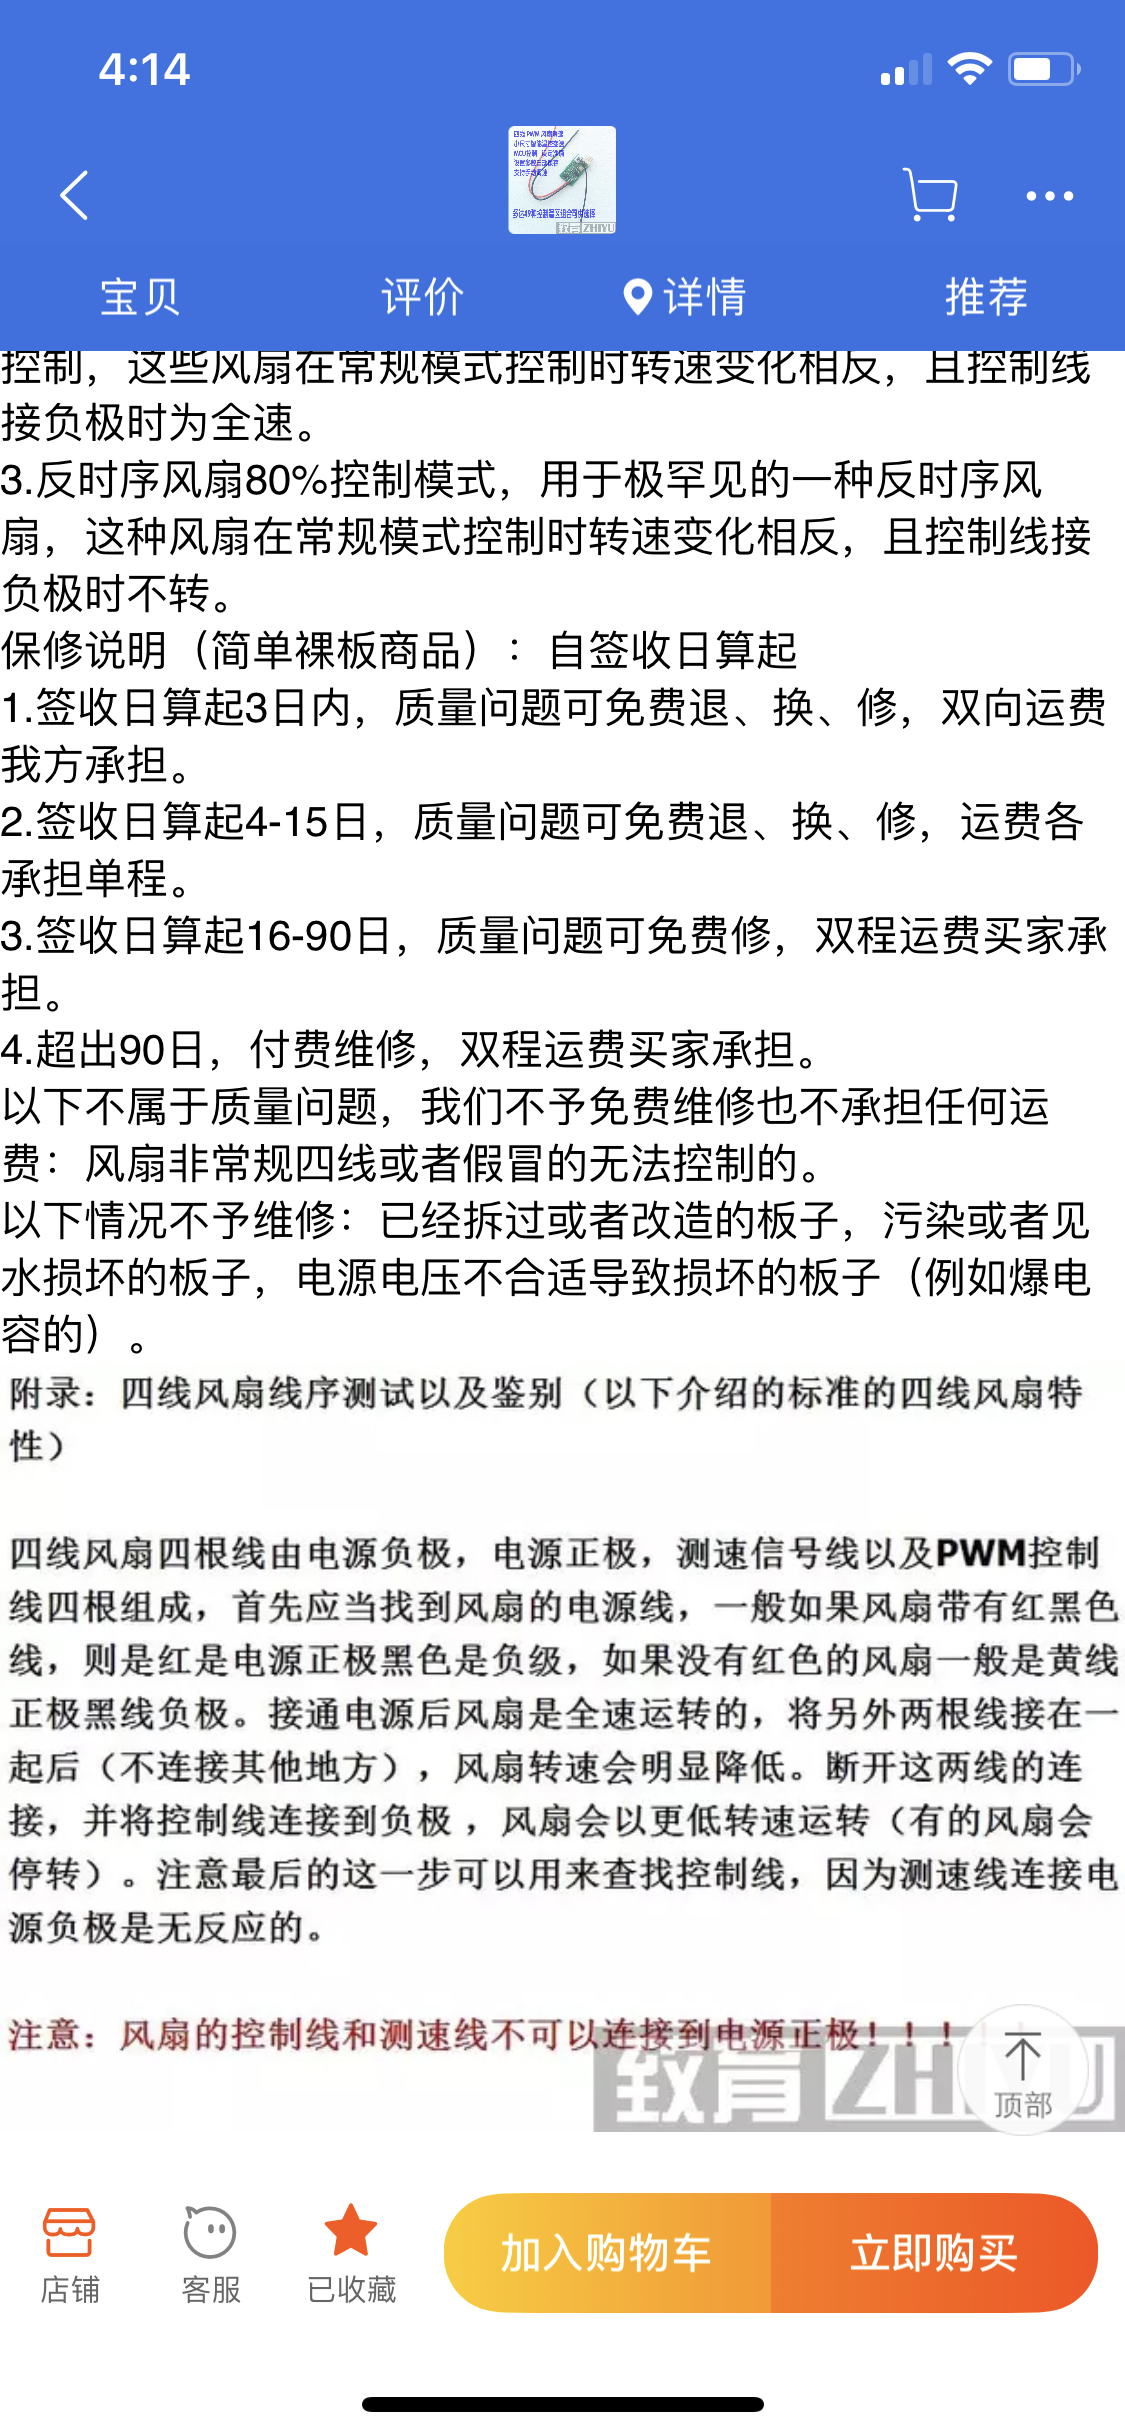 4:14
致言 ZHIYU
宝贝
评价
详情
推荐
控制，这些风扇在常规模式控制时转速变化相反，且控制线
接负极时为全速。
3.反时序风扇80%控制模式，用于极罕见的一种反时序风
扇，这种风扇在常规模式控制时转速变化相反，且控制线接
负极时不转。
保修说明（简单裸板商品）：自签收日算起
1.签收日算起3日内，质量问题可免费退、换、修，双向运费
我方承担。
2.签收日算起4-15日，质量问题可免费退、换、修，运费各
承担单程。
3.签收日算起16-90日，质量问题可免费修，双程运费买家承
担。
4.超出90日，付费维修，双程运费买家承担。
以下不属于质量问题，我们不予免费维修也不承担任何运
费：风扇非常规四线或者假冒的无法控制的。
以下情况不予维修：已经拆过或者改造的板子，污染或者见
水损坏的板子，电源电压不合适导致损坏的板子（例如爆电
容的）。
附录：四线风扇线序测试以及鉴别（以下介绍的标准的四线风扇特
性）
四线风扇四根线由电源负极，电源正极，测速信号线以及PWM控制
线四根组成，首先应当找到风扇的电源线，一般如果风扇带有红黑色
线，则是红是电源正极黑色是负级，如果没有红色的风扇一般是黄线
正极黑线负极。接通电源后风扇是全速运转的，将另外两根线接在一
起后（不连接其他地方），风扇转速会明显降低。断开这两线的连
接，并将控制线连接到负极，风扇会以更低转速运转（有的风扇会
停转）。注意最后的这一步可以用来查找控制线，因为测速线连接电
源负极是无反应的。
注意：风扇的控制线和测速线不可以连接到电源正极！！！
致言 ZHIYU
顶部
店铺
客服
已收藏
加入购物车
立即购买